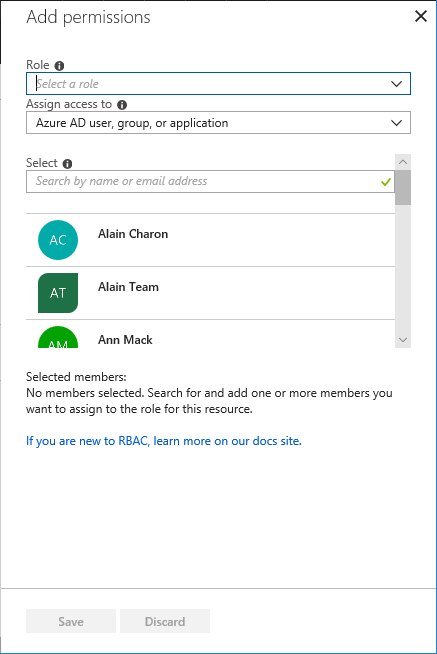 Add permissions
Role
Select a role
Assign access to
Azure AD user, group, or application
Select
Search by name or email address
AC
Alain Charon
AT
Alain Team
AM
Ann Mack
Selected members:
No members selected. Search for and add one or more members you
want to assign to the role for this resource.
If you are new to RBAC, learn more on our docs site.
Save
Discard